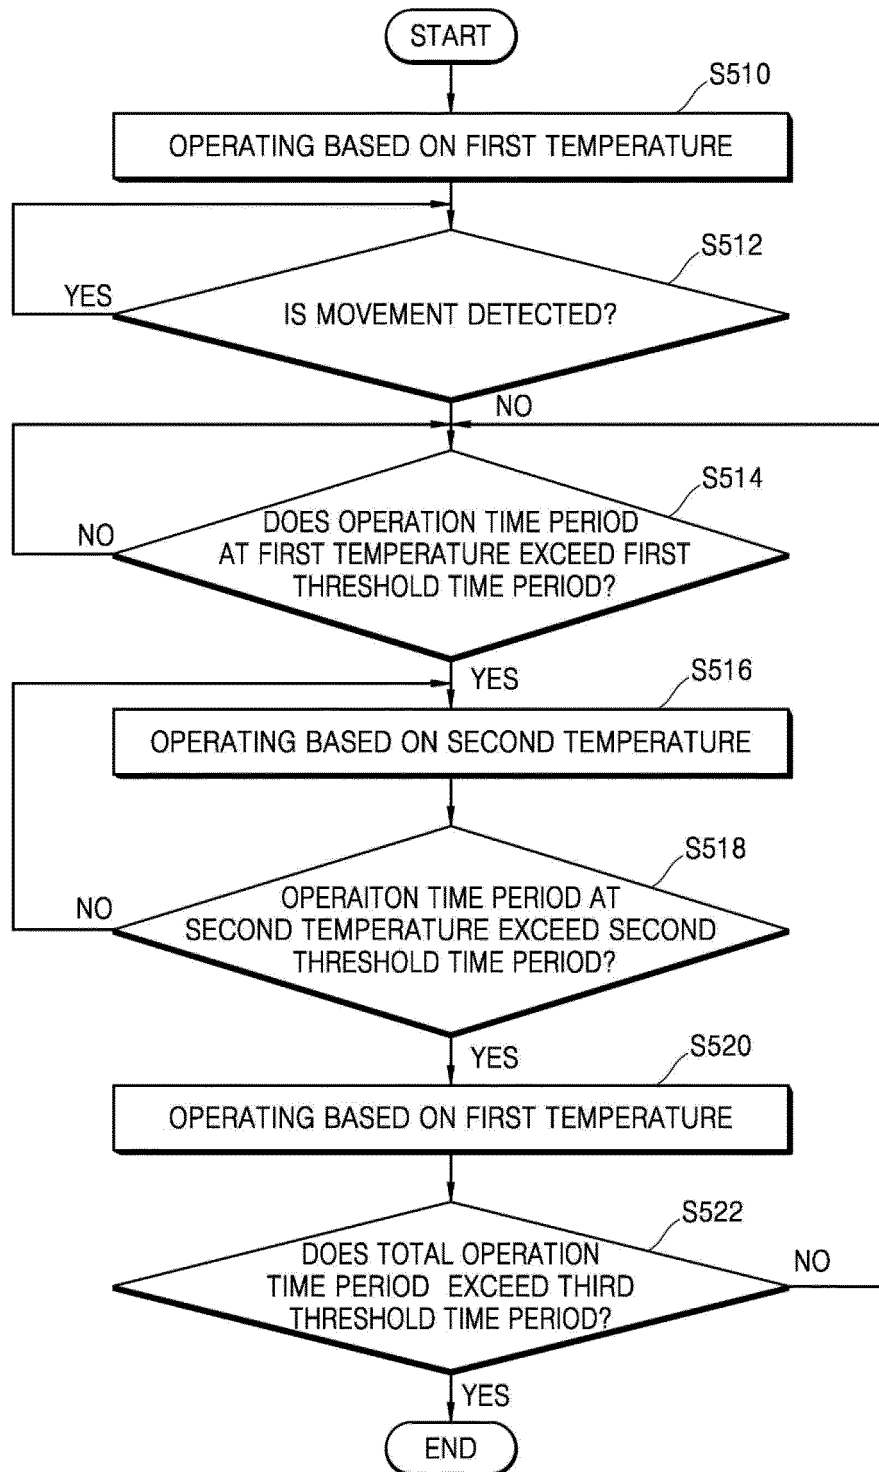 START
S510
OPERATING BASED ON FIRST TEMPERATURE
S512
YES
IS MOVEMENT DETECTED?
NO
S514
NO
DOES OPERATION TIME PERIOD
AT FIRST TEMPERATURE EXCEED FIRST
THRESHOLD TIME PERIOD?
YES
S516
OPERATING BASED ON SECOND TEMPERATURE
S518
NO
OPERAITON TIME PERIOD AT
SECOND TEMPERATURE EXCEED SECOND
THRESHOLD TIME PERIOD?
YES
S520
OPERATING BASED ON FIRST TEMPERATURE
S522
DOES TOTAL OPERATION
TIME PERIOD EXCEED THIRD
THRESHOLD TIME PERIOD?
NO
YES
END